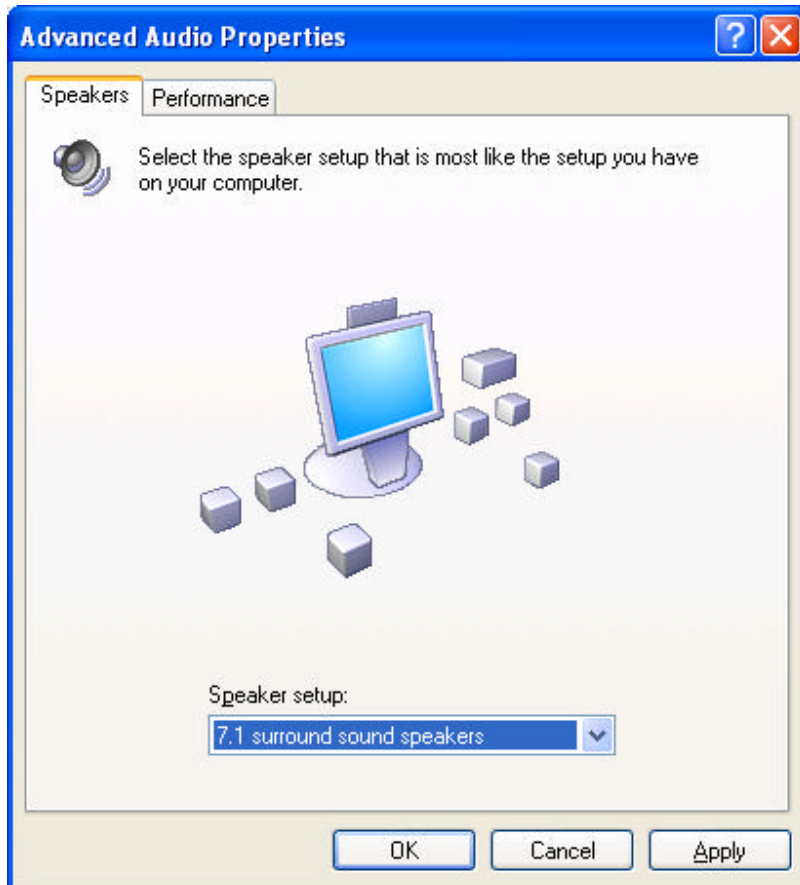 Advanced Audio Properties
?
Speakers
Performance
Select the speaker setup that is most like the setup you have
on your computer.
Speaker setup:
7.1 surround sound speakers
OK
Cancel
Apply